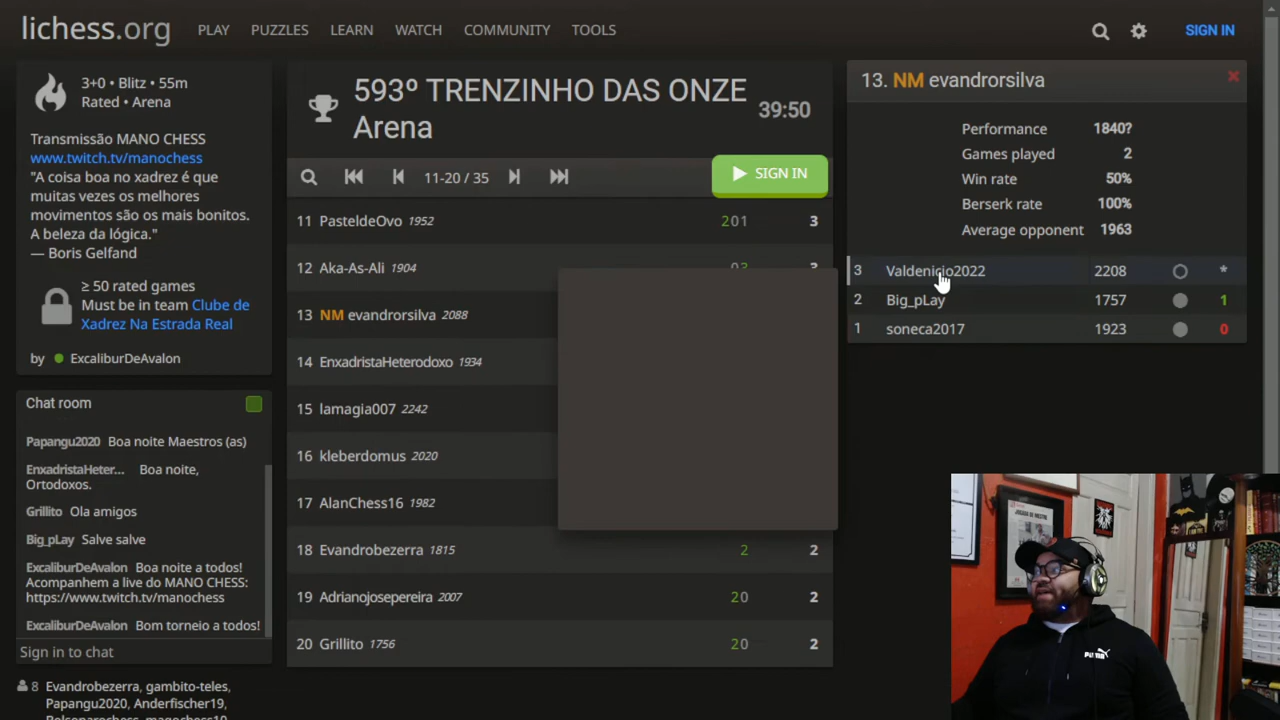 lichess.org
PLAY
PUZZLES
LEARN
WATCH
COMMUNITY
TOOLS
SIGN IN
3+0 • Blitz • 55m
Rated • Arena
Transmissão MANO CHESS
www.twitch.tv/manochess
"A coisa boa no xadrez é que
muitas vezes os melhores
movimentos são os mais bonitos.
A beleza da lógica."
— Boris Gelfand
≥ 50 rated games
Must be in team Clube de
Xadrez Na Estrada Real
by ExcaliburDeAvalon
Chat room
Papangu2020 Boa noite Maestros (as)
EnxadristaHeter... Boa noite,
Ortodoxos.
Grillito Ola amigos
Big_pLay Salve salve
ExcaliburDeAvalon Boa noite a todos!
Acompanhem a live do MANO CHESS:
https://www.twitch.tv/manochess
ExcaliburDeAvalon Bom torneio a todos!
Sign in to chat
8 Evandrobezerra, gambito-teles,
Papangu2020, Anderfischer19,
593º TRENZINHO DAS ONZE
Arena
39:50
11-20 / 35
SIGN IN
11 PasteldeOvo 1952 201 3
12 Aka-As-Ali 1904
13 NM evandrorsilva 2088
14 EnxadristaHeterodoxo 1934
15 lamagia007 2242
16 kleberdomus 2020
17 AlanChess16 1982
18 Evandrobezerra 1815 2 2
19 Adrianojosepereira 2007 20 2
20 Grillito 1756 20 2
13. NM evandrorsilva
Performance 1840?
Games played 2
Win rate 50%
Berserk rate 100%
Average opponent 1963
3 Valdenicio2022 2208 *
2 Big_pLay 1757 1
1 soneca2017 1923 0